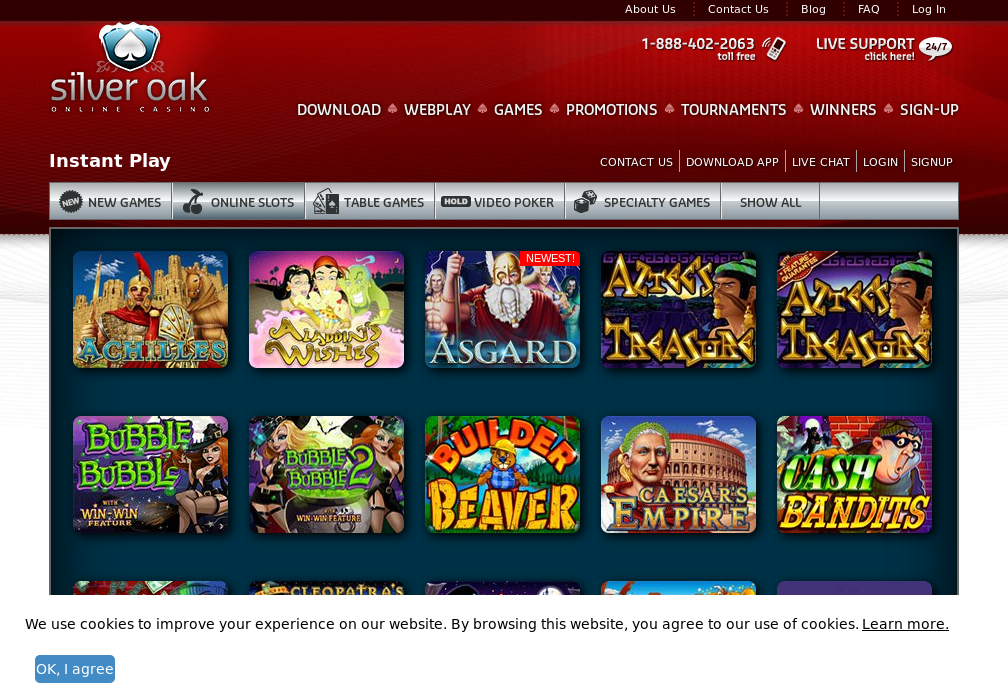 About Us
Contact Us
Blog
FAQ
Log In
silver oak
ONLINE CASINO
1-888-402-2063
toll free
LIVE SUPPORT
click here!
24/7
DOWNLOAD
WEBPLAY
GAMES
PROMOTIONS
TOURNAMENTS
WINNERS
SIGN-UP
Instant Play
CONTACT US
DOWNLOAD APP
LIVE CHAT
LOGIN
SIGNUP
NEW
NEW GAMES
ONLINE SLOTS
TABLE GAMES
HOLD
VIDEO POKER
SPECIALTY GAMES
SHOW ALL
ACHILLES
ALADDIN'S
WISHES
NEWEST!
ASGARD
AZTEC'S
TREASURE
FEATURE
GUARANTEE
AZTEC'S
TREASURE
BUBBLE
BUBBLE
WITH
WIN-WIN
FEATURE
BUBBLE
BUBBLE 2
WITH
WIN-WIN FEATURE
BUILDER
BEAVER
CAESAR'S
EMPIRE
CASH
BANDITS
CLEOPATRA'S
We use cookies to improve your experience on our website. By browsing this website, you agree to our use of cookies. Learn more.
OK, I agree